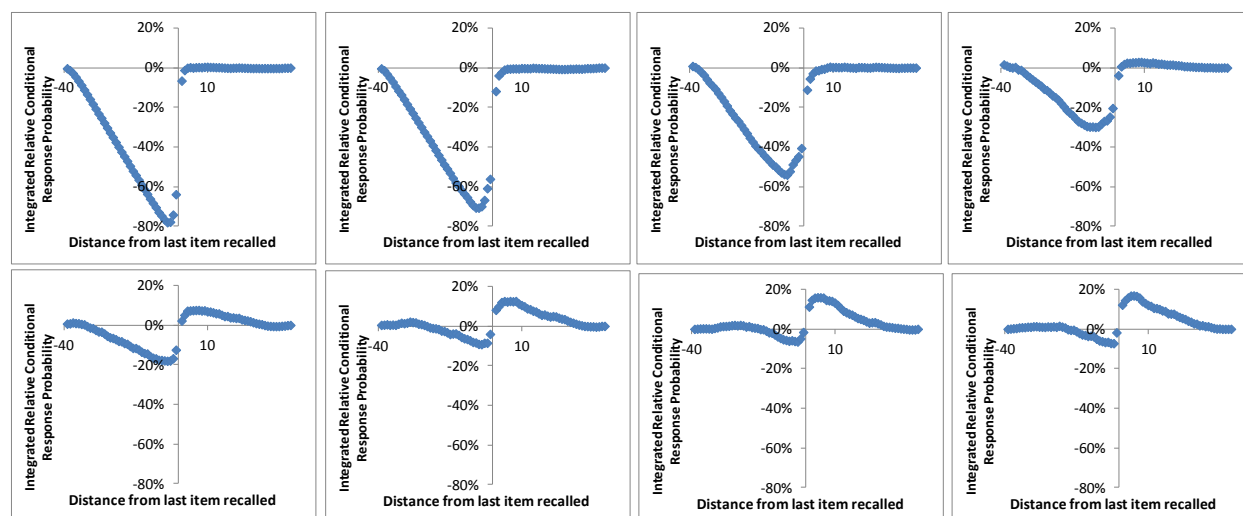 Integrated Relative Conditional
Response Probability
20%
0%
-20%
-40%
-60%
-80%
-40
10
Distance from last item recalled
Integrated Relative Conditional
Response Probability
20%
0%
-20%
-40%
-60%
-80%
-40
10
Distance from last item recalled
Integrated Relative Conditional
Response Probability
20%
0%
-20%
-40%
-60%
-80%
-40
10
Distance from last item recalled
Integrated Relative Conditional
Response Probability
20%
0%
-20%
-40%
-60%
-80%
-40
10
Distance from last item recalled
Integrated Relative Conditional
Response Probability
20%
0%
-20%
-40%
-60%
-80%
-40
10
Distance from last item recalled
Integrated Relative Conditional
Response Probability
20%
0%
-20%
-40%
-60%
-80%
-40
10
Distance from last item recalled
Integrated Relative Conditional
Response Probability
20%
0%
-20%
-40%
-60%
-80%
-40
10
Distance from last item recalled
Integrated Relative Conditional
Response Probability
20%
0%
-20%
-40%
-60%
-80%
-40
10
Distance from last item recalled